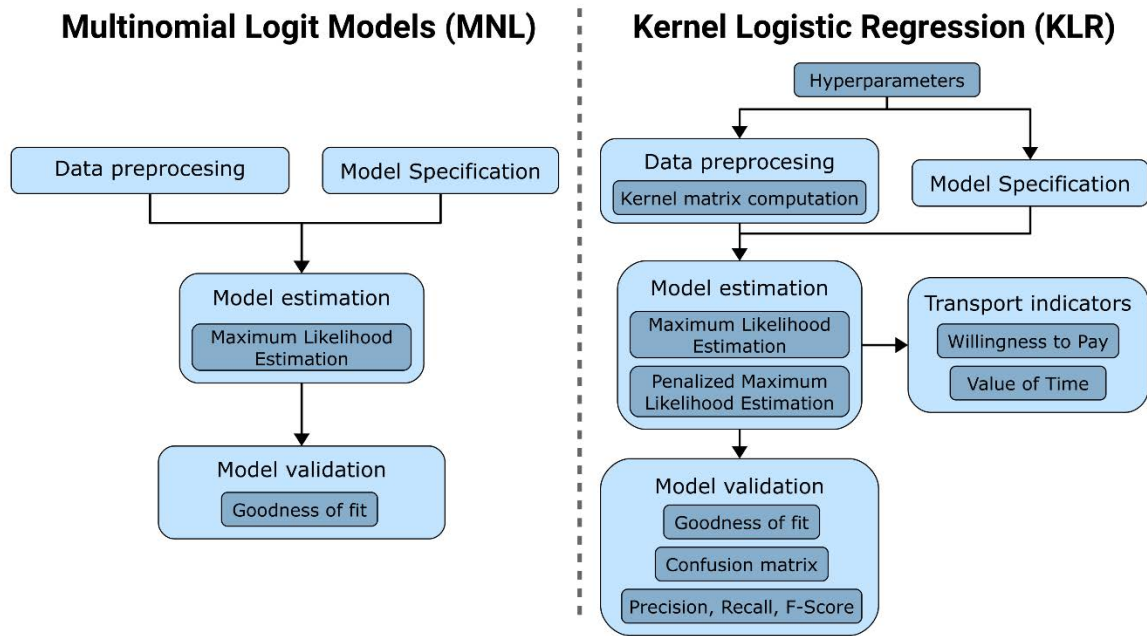 Multinomial Logit Models (MNL)
Data preprocesing
Model Specification
Model estimation
Maximum Likelihood
Estimation
Model validation
Goodness of fit
Kernel Logistic Regression (KLR)
Hyperparameters
Data preprocesing
Kernel matrix computation
Model Specification
Model estimation
Maximum Likelihood
Estimation
Penalized Maximum
Likelihood Estimation
Transport indicators
Willingness to Pay
Value of Time
Model validation
Goodness of fit
Confusion matrix
Precision, Recall, F-Score